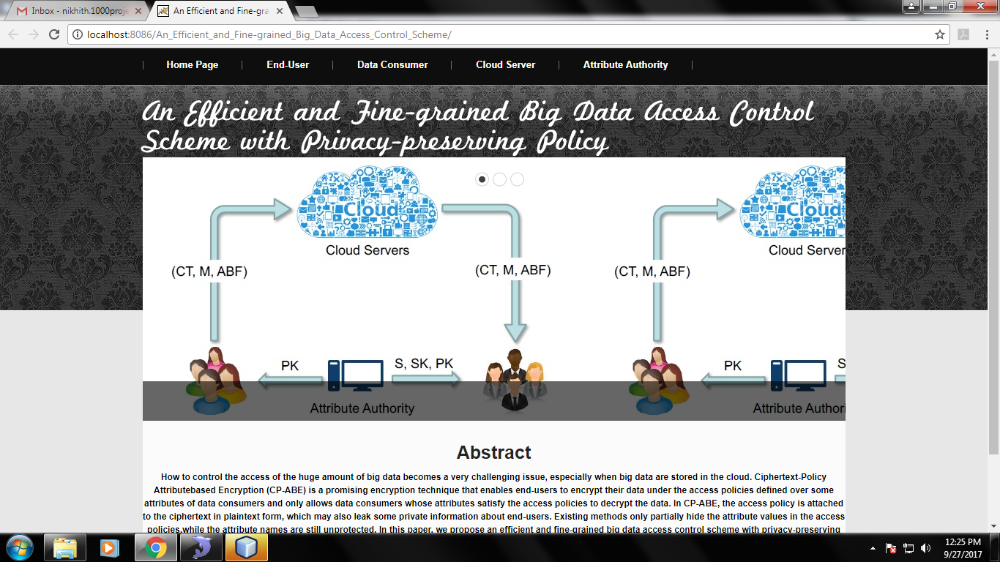 Inbox - nikhith.1000proje
An Efficient and Fine-gra
localhost:8086/An_Efficient_and_Fine-grained_Big_Data_Access_Control_Scheme/
Home Page
End-User
Data Consumer
Cloud Server
Attribute Authority
An Efficient and Fine-grained Big Data Access Control
Scheme with Privacy-preserving Policy
Cloud
Cloud
Cloud Servers
Cloud Server
(CT, M, ABF)
(CT, M, ABF)
(CT, M, ABF)
PK
S, SK, PK
PK
S
Attribute Authority
Attribute Authori
Abstract
How to control the access of the huge amount of big data becomes a very challenging issue, especially when big data are stored in the cloud. Ciphertext-Policy
Attributebased Encryption (CP-ABE) is a promising encryption technique that enables end-users to encrypt their data under the access policies defined over some
attributes of data consumers and only allows data consumers whose attributes satisfy the access policies to decrypt the data. In CP-ABE, the access policy is attached
to the ciphertext in plaintext form, which may also leak some private information about end-users. Existing methods only partially hide the attribute values in the access
policies,while the attribute names are still unprotected. In this paper, we propose an efficient and fine-grained big data access control scheme with privacy-preserving
12:25 PM
9/27/2017